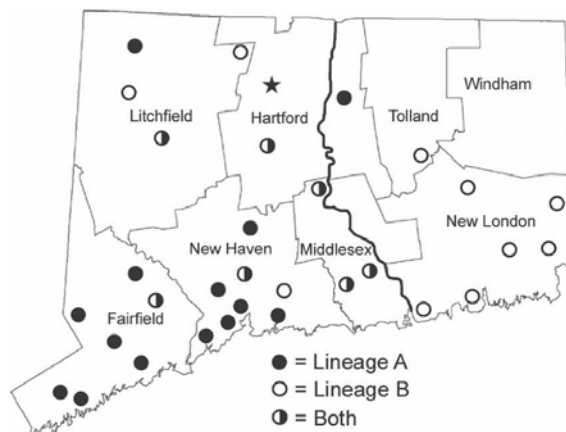 Windham
Litchfield
Hartford
Tolland
New Haven
Middlesex
New London
Fairfield
= Lineage A
= Lineage B
= Both